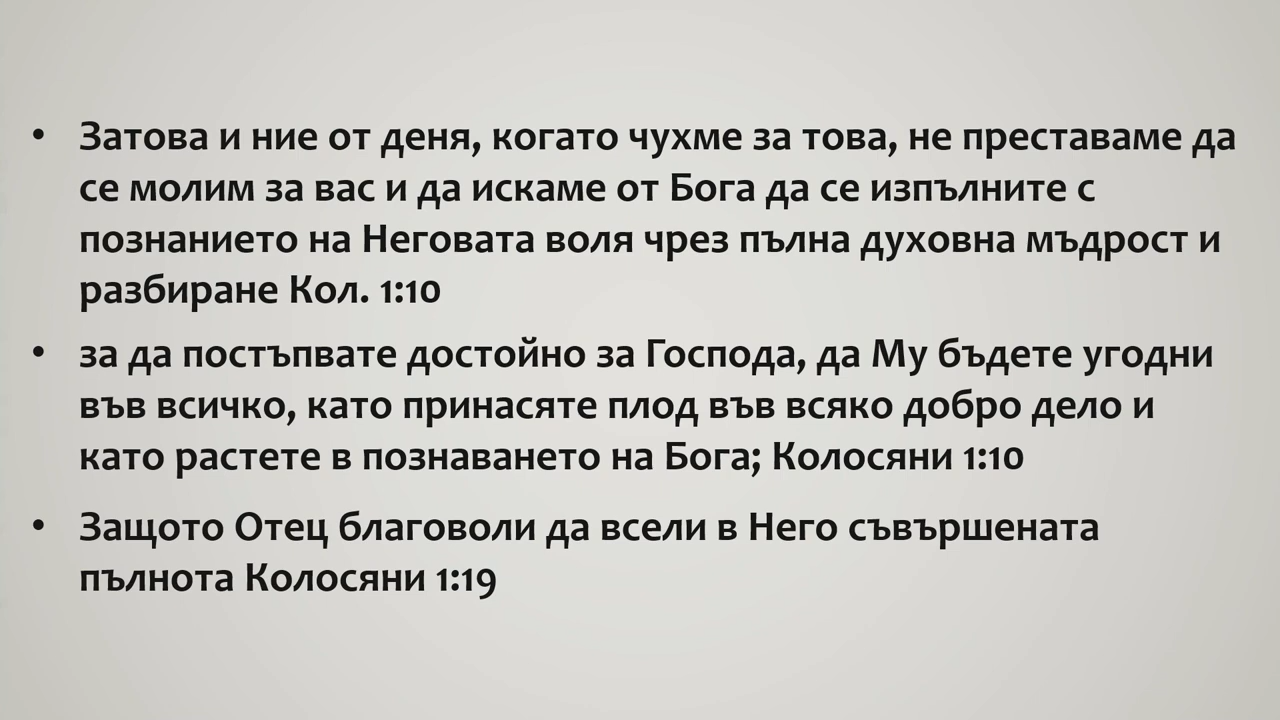 • Затова и ние от деня, когато чухме за това, не преставаме да
се молим за вас и да искаме от Бога да се изпълните с
познанието на Неговата воля чрез пълна духовна мъдрост и
разбиране Кол. 1:10
• за да постъпвате достойно за Господа, да Му бъдете угодни
във всичко, като принасяте плод във всяко добро дело и
като растете в познаването на Бога; Колосяни 1:10
• Защото Отец благоволи да всели в Него съвършената
пълнота Колосяни 1:19